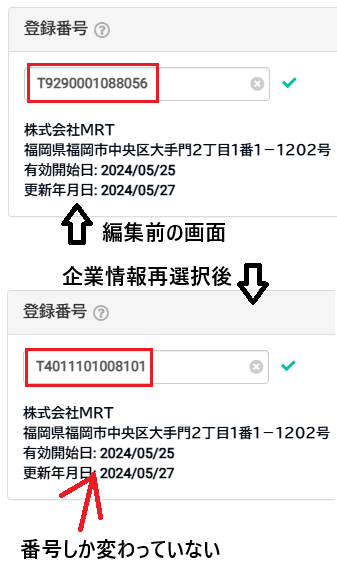 登録番号
T9290001088056
株式会社MRT
福岡県福岡市中央区大手門2丁目1番1－1202号
有効開始日: 2024/05/25
更新年月日: 2024/05/27
編集前の画面
企業情報再選択後
登録番号
T4011101008101
株式会社MRT
福岡県福岡市中央区大手門2丁目1番1－1202号
有効開始日: 2024/05/25
更新年月日: 2024/05/27
番号しか変わっていない